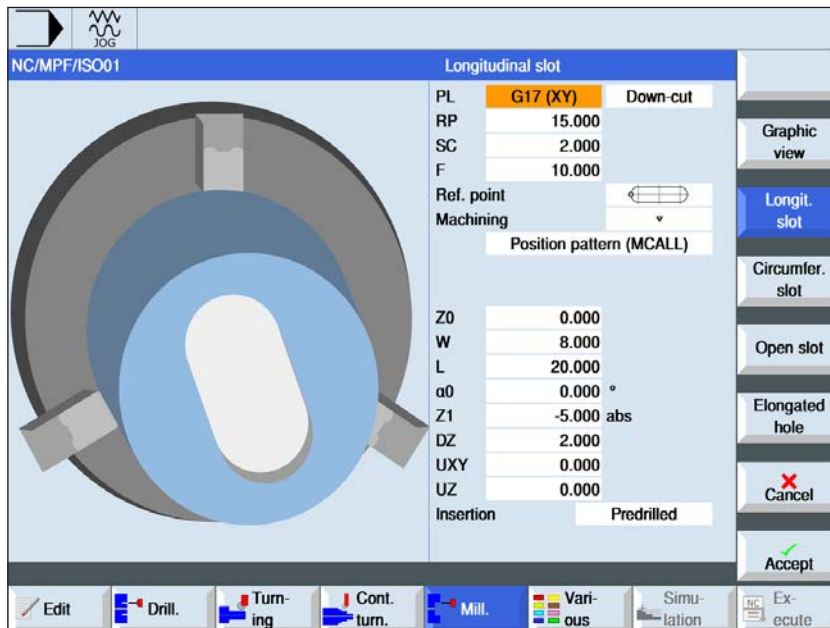 JOG
NC/MPF/ISO01
Longitudinal slot
PL G17 (XY) Down-cut
RP 15.000
SC 2.000
F 10.000
Ref. point
Machining ▿
Position pattern (MCALL)
Z0 0.000
W 8.000
L 20.000
α0 0.000 °
Z1 -5.000 abs
DZ 2.000
UXY 0.000
UZ 0.000
Insertion Predrilled
Graphic
view
Longit.
slot
Circumfer.
slot
Open slot
Elongated
hole
Cancel
Accept
Edit
Drill.
Turn-
ing
Cont.
turn.
Mill.
Vari-
ous
Simu-
lation
NC
Ex-
ecute